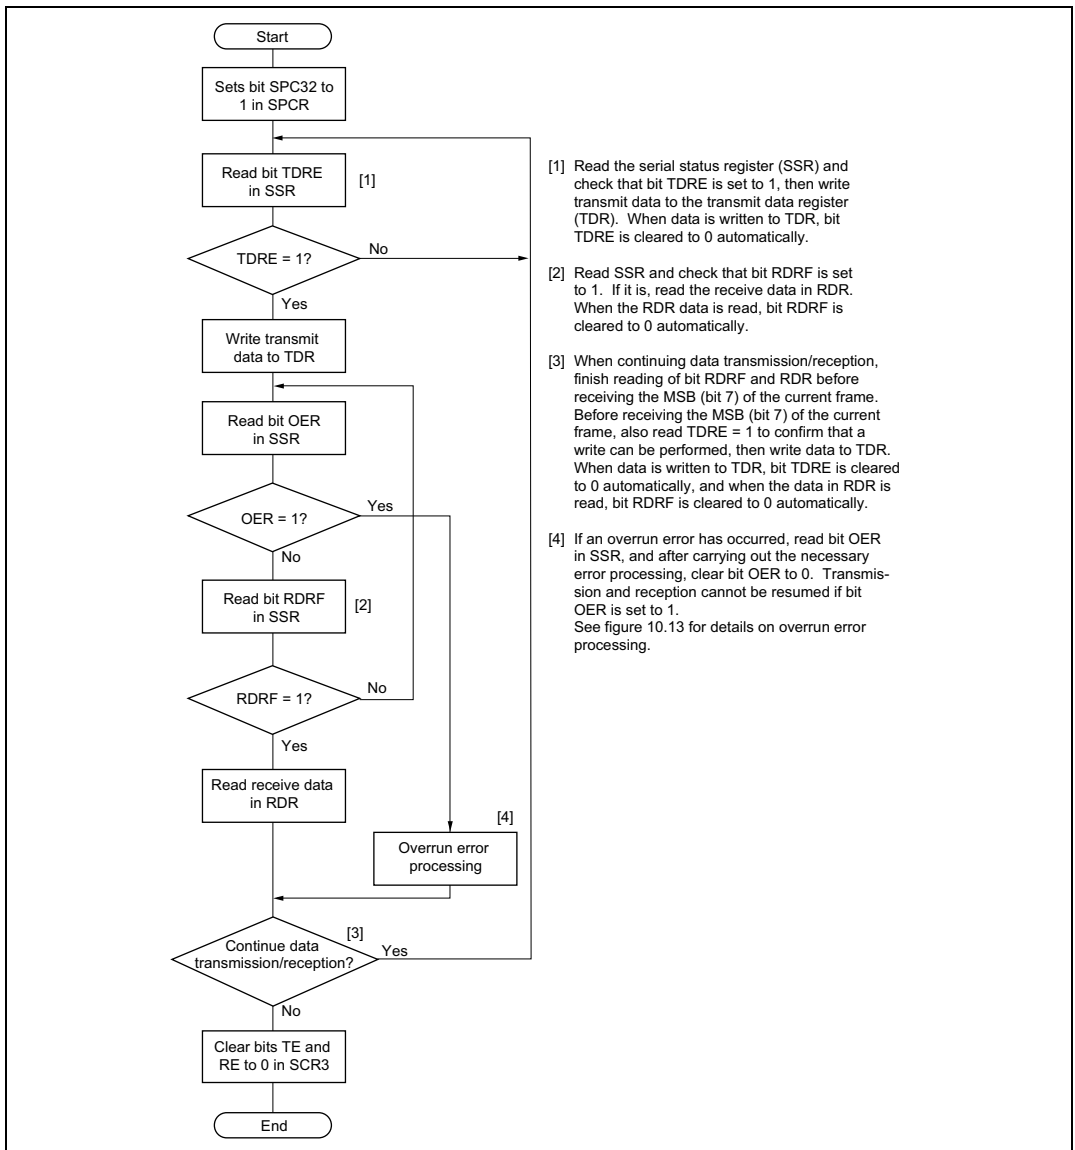 Start
Sets bit SPC32 to
1 in SPCR
Read bit TDRE
in SSR
[1]
TDRE = 1?
No
Yes
Write transmit
data to TDR
Read bit OER
in SSR
OER = 1?
Yes
No
Read bit RDRF
in SSR
[2]
RDRF = 1?
No
Yes
Read receive data
in RDR
[4]
Overrun error
processing
[3]
Continue data
transmission/reception?
Yes
No
Clear bits TE and
RE to 0 in SCR3
End
[1] Read the serial status register (SSR) and
check that bit TDRE is set to 1, then write
transmit data to the transmit data register
(TDR). When data is written to TDR, bit
TDRE is cleared to 0 automatically.
[2] Read SSR and check that bit RDRF is set
to 1. If it is, read the receive data in RDR.
When the RDR data is read, bit RDRF is
cleared to 0 automatically.
[3] When continuing data transmission/reception,
finish reading of bit RDRF and RDR before
receiving the MSB (bit 7) of the current frame.
Before receiving the MSB (bit 7) of the current
frame, also read TDRE = 1 to confirm that a
write can be performed, then write data to TDR.
When data is written to TDR, bit TDRE is cleared
to 0 automatically, and when the data in RDR is
read, bit RDRF is cleared to 0 automatically.
[4] If an overrun error has occurred, read bit OER
in SSR, and after carrying out the necessary
error processing, clear bit OER to 0. Transmis-
sion and reception cannot be resumed if bit
OER is set to 1.
See figure 10.13 for details on overrun error
processing.